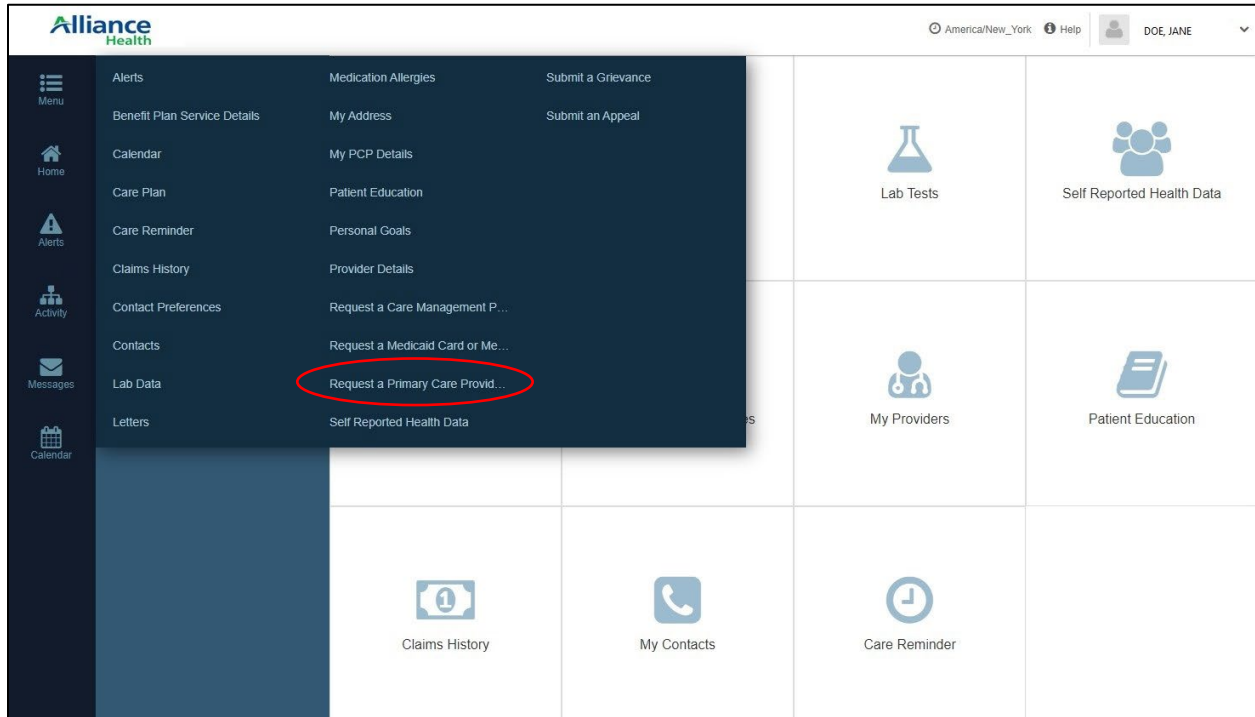 Alliance
Health
America/New_York
Help
DOE, JANE
Menu
Home
Alerts
Activity
Messages
Calendar
Alerts
Benefit Plan Service Details
Calendar
Care Plan
Care Reminder
Claims History
Contact Preferences
Contacts
Lab Data
Letters
Medication Allergies
My Address
My PCP Details
Patient Education
Personal Goals
Provider Details
Request a Care Management P...
Request a Medicaid Card or Me...
Request a Primary Care Provid...
Self Reported Health Data
Submit a Grievance
Submit an Appeal
Lab Tests
Self Reported Health Data
My Providers
Patient Education
1
Claims History
My Contacts
Care Reminder